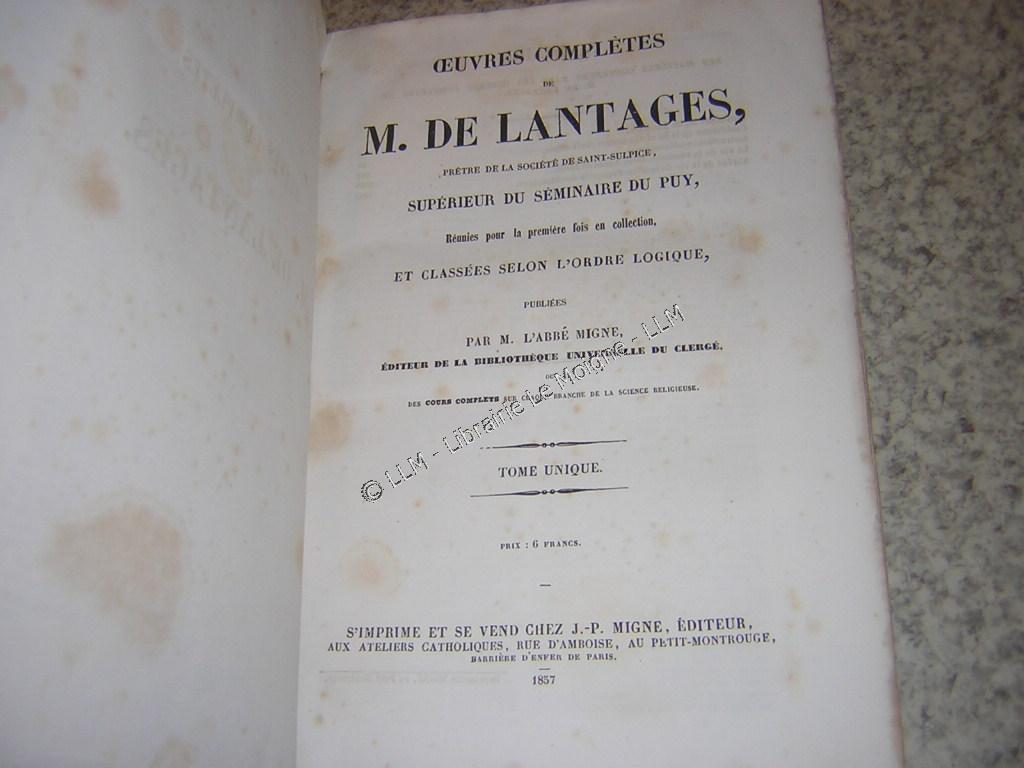 ŒUVRES COMPLÈTES
DE
M. DE LANTAGES,
PRÊTRE DE LA SOCIÉTÉ DE SAINT-SULPICE,
SUPÉRIEUR DU SÉMINAIRE DU PUY,
Réunies pour la première fois en collection,
ET CLASSÉES SELON L'ORDRE LOGIQUE,
PUBLIÉES
PAR M. L'ABBÉ MIGNE,
ÉDITEUR DE LA BIBLIOTHÈQUE UNIVERSELLE DU CLERGÉ,
OU
DES COURS COMPLETS SUR CHAQUE BRANCHE DE LA SCIENCE RELIGIEUSE.
© LLM - Librairie Le Moigne - LLM
TOME UNIQUE.
PRIX : 6 FRANCS.
S'IMPRIME ET SE VEND CHEZ J.-P. MIGNE, ÉDITEUR,
AUX ATELIERS CATHOLIQUES, RUE D'AMBOISE, AU PETIT-MONTROUGE,
BARRIÈRE D'ENFER DE PARIS.
1857